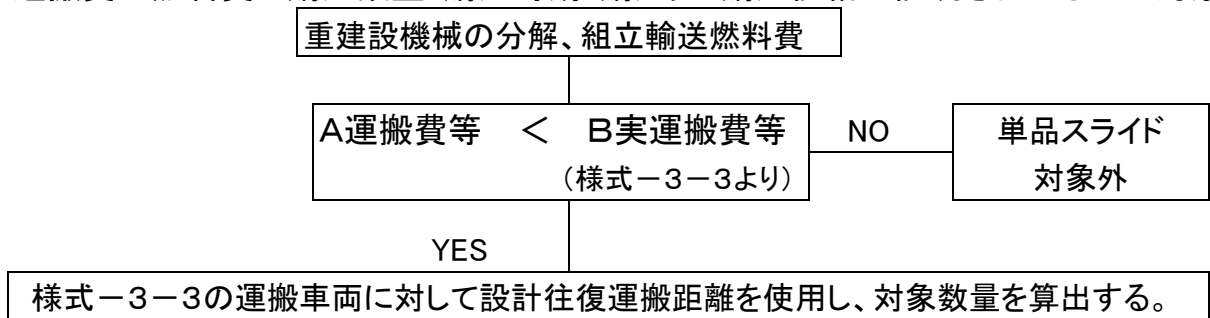 重建設機械の分解、組立輸送燃料費
A運搬費等　＜　B実運搬費等
NO
単品スライド
（様式－3－3より）
対象外
YES
様式－3－3の運搬車両に対して設計往復運搬距離を使用し、対象数量を算出する。